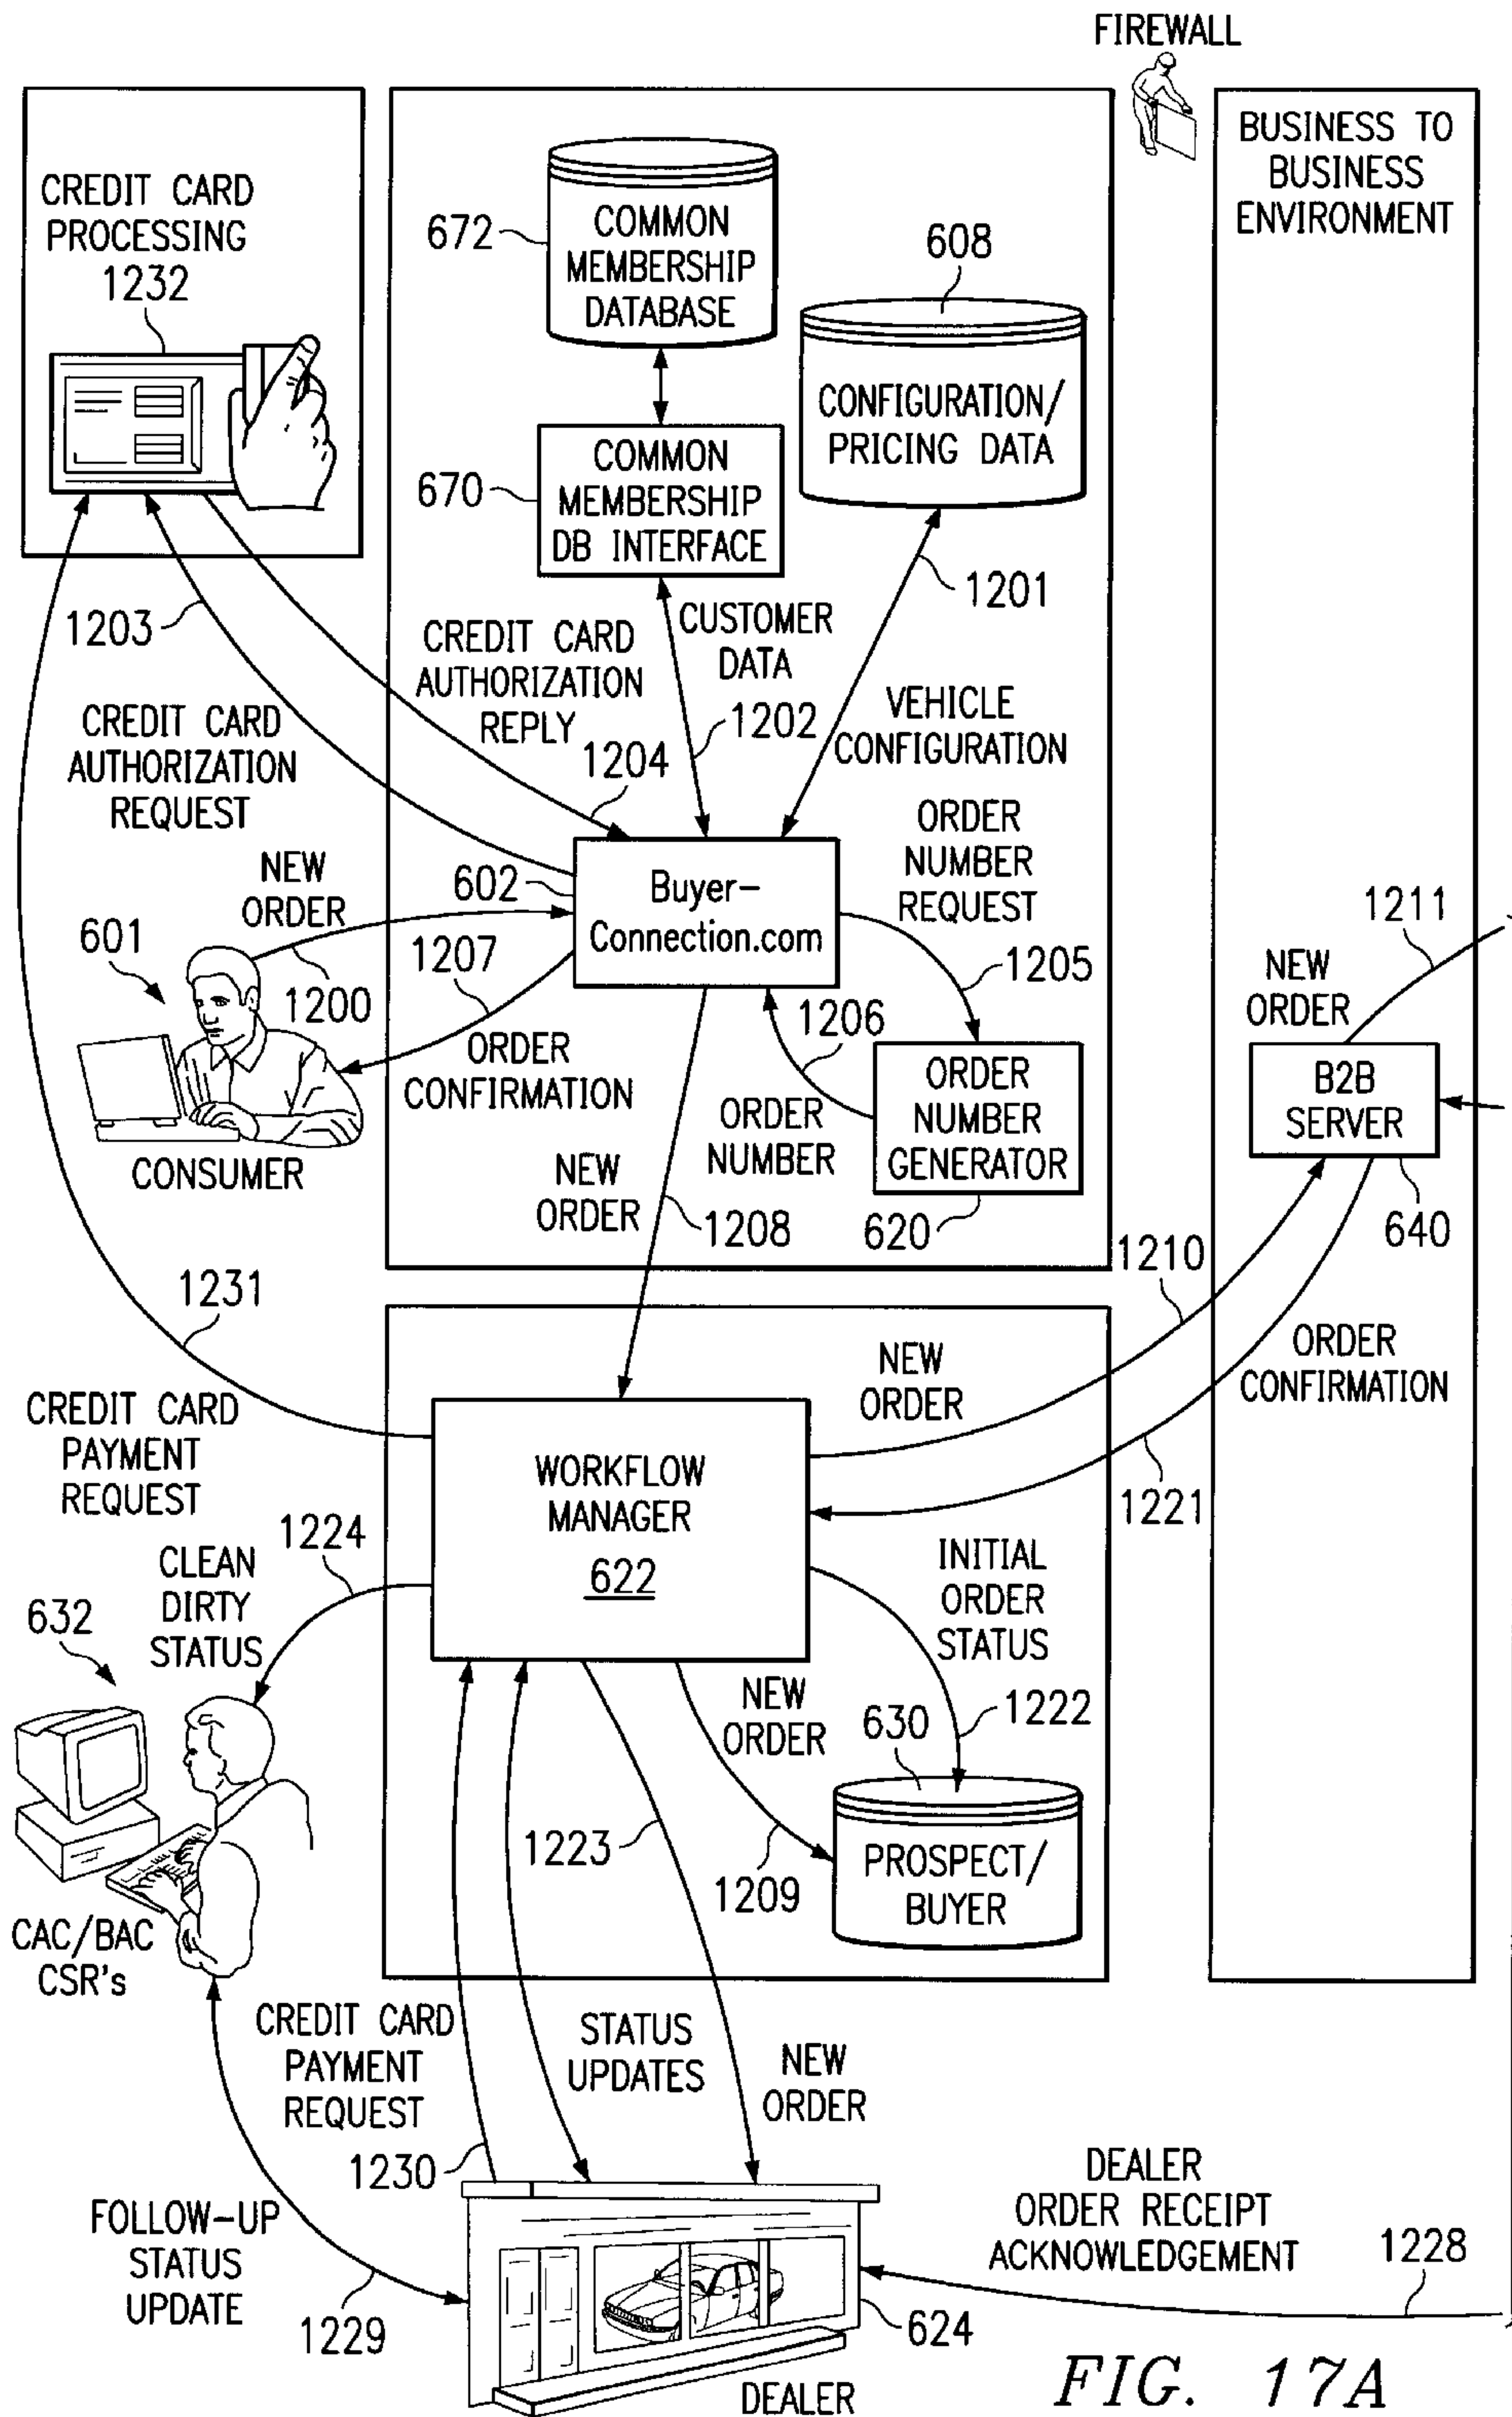 FIREWALL
CREDIT CARD
PROCESSING
1232
672
COMMON
MEMBERSHIP
DATABASE
608
CONFIGURATION/
PRICING DATA
BUSINESS TO
BUSINESS
ENVIRONMENT
670
COMMON
MEMBERSHIP
DB INTERFACE
1203
1201
CREDIT CARD
AUTHORIZATION
REPLY
1204
CUSTOMER
DATA
1202
VEHICLE
CONFIGURATION
CREDIT CARD
AUTHORIZATION
REQUEST
NEW
ORDER
602
Buyer-
Connection.com
ORDER
NUMBER
REQUEST
601
1200
1207
1205
1206
ORDER
CONFIRMATION
CONSUMER
ORDER
NUMBER
ORDER
NUMBER
GENERATOR
620
NEW
ORDER
1208
1211
NEW
ORDER
B2B
SERVER
640
1210
1231
ORDER
CONFIRMATION
NEW
ORDER
CREDIT CARD
PAYMENT
REQUEST
WORKFLOW
MANAGER
622
1221
1224
CLEAN
DIRTY
STATUS
632
INITIAL
ORDER
STATUS
NEW
ORDER
630
1222
1223
1209
PROSPECT/
BUYER
CAC/BAC
CSR's
CREDIT CARD
PAYMENT
REQUEST
1230
STATUS
UPDATES
NEW
ORDER
FOLLOW-UP
STATUS
UPDATE
1229
DEALER
ORDER RECEIPT
ACKNOWLEDGEMENT
1228
624
DEALER
FIG. 17A